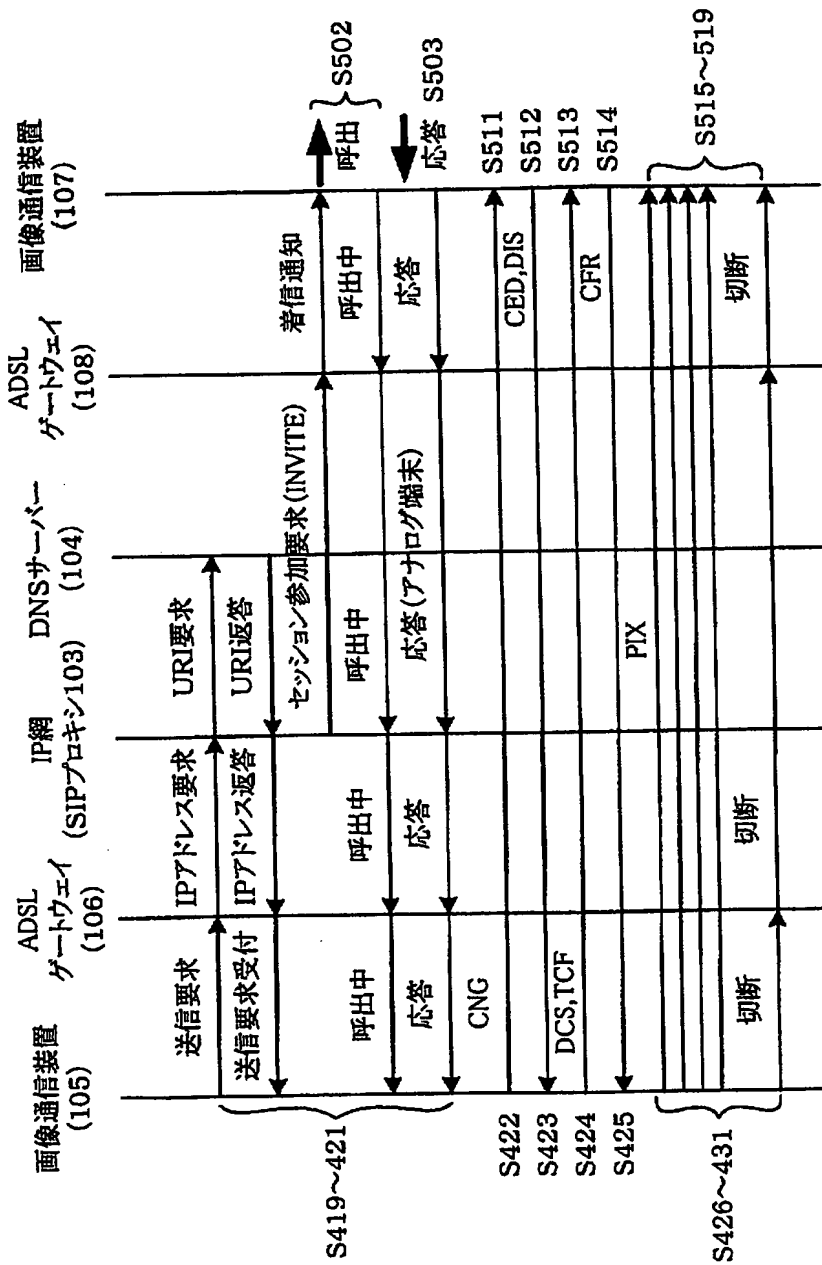 画像通信装置
(105)
ADSL
ゲートウェイ
(106)
IP網
(SIPプロキシ103)
DNSサーバー
(104)
ADSL
ゲートウェイ
(108)
画像通信装置
(107)
送信要求
IPアドレス要求
URI要求
送信要求受付
IPアドレス返答
URI返答
セッション参加要求(INVITE)
着信通知
呼出
S502
呼出中
呼出中
呼出中
呼出中
応答
応答
応答(アナログ端末)
応答
応答
S503
S419～421
CNG
S422
S511
CED,DIS
S423
S512
DCS,TCF
S424
S513
CFR
S425
S514
PIX
S426～431
S515～519
切断
切断
切断